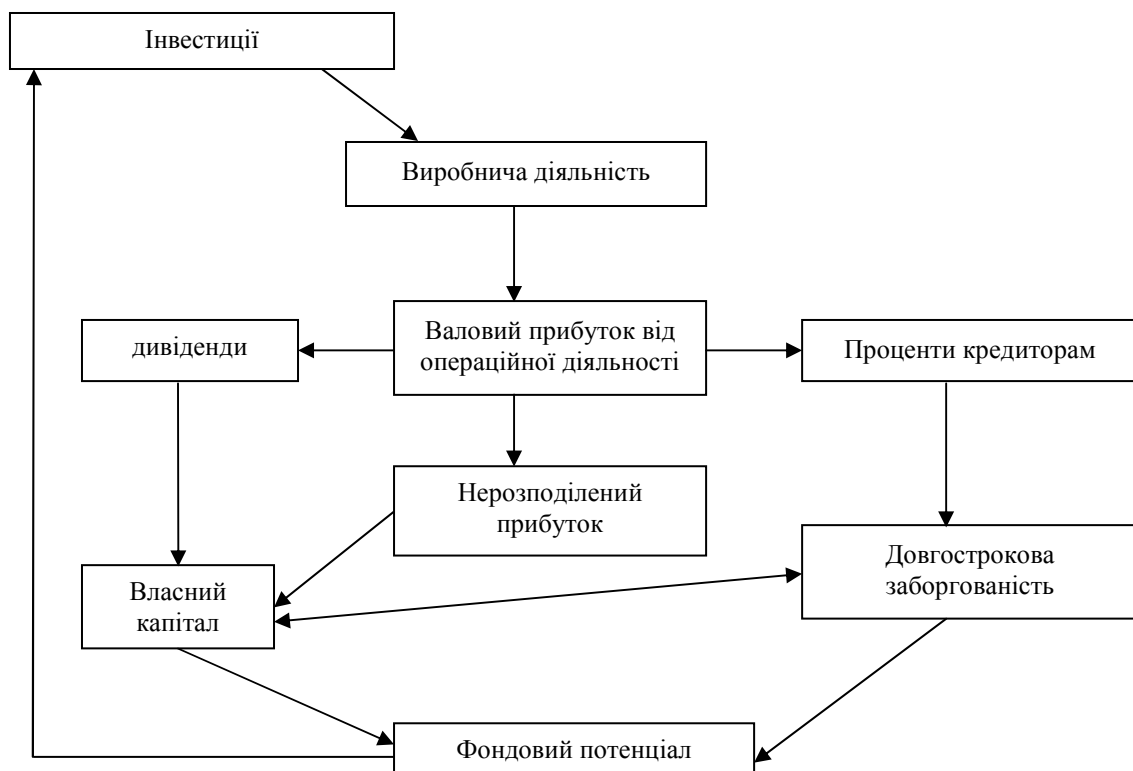 Інвестиції
Виробнича діяльність
Валовий прибуток від
операційної діяльності
дивіденди
Проценти кредиторам
Нерозподілений
прибуток
Власний
капітал
Довгострокова
заборгованість
Фондовий потенціал